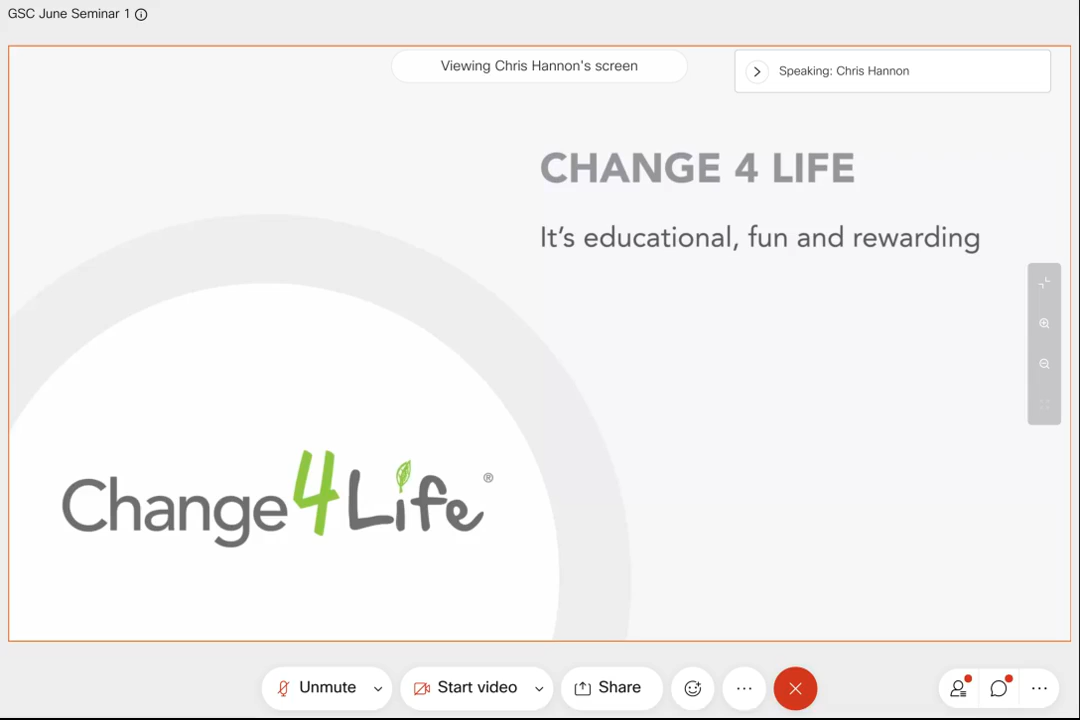 GSC June Seminar 1
Viewing Chris Hannon's screen
Speaking: Chris Hannon
CHANGE 4 LIFE
It's educational, fun and rewarding
Change4Life®
Unmute
Start video
Share